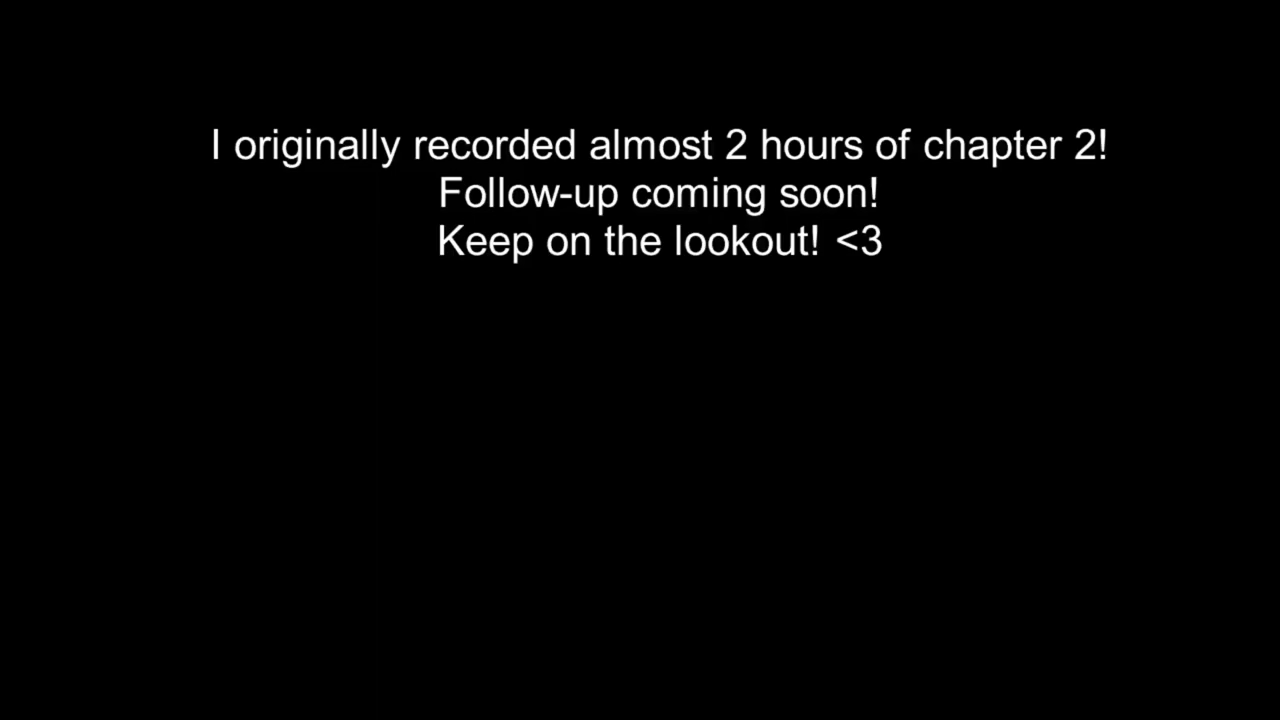 I originally recorded almost 2 hours of chapter 2!
Follow-up coming soon!
Keep on the lookout! <3